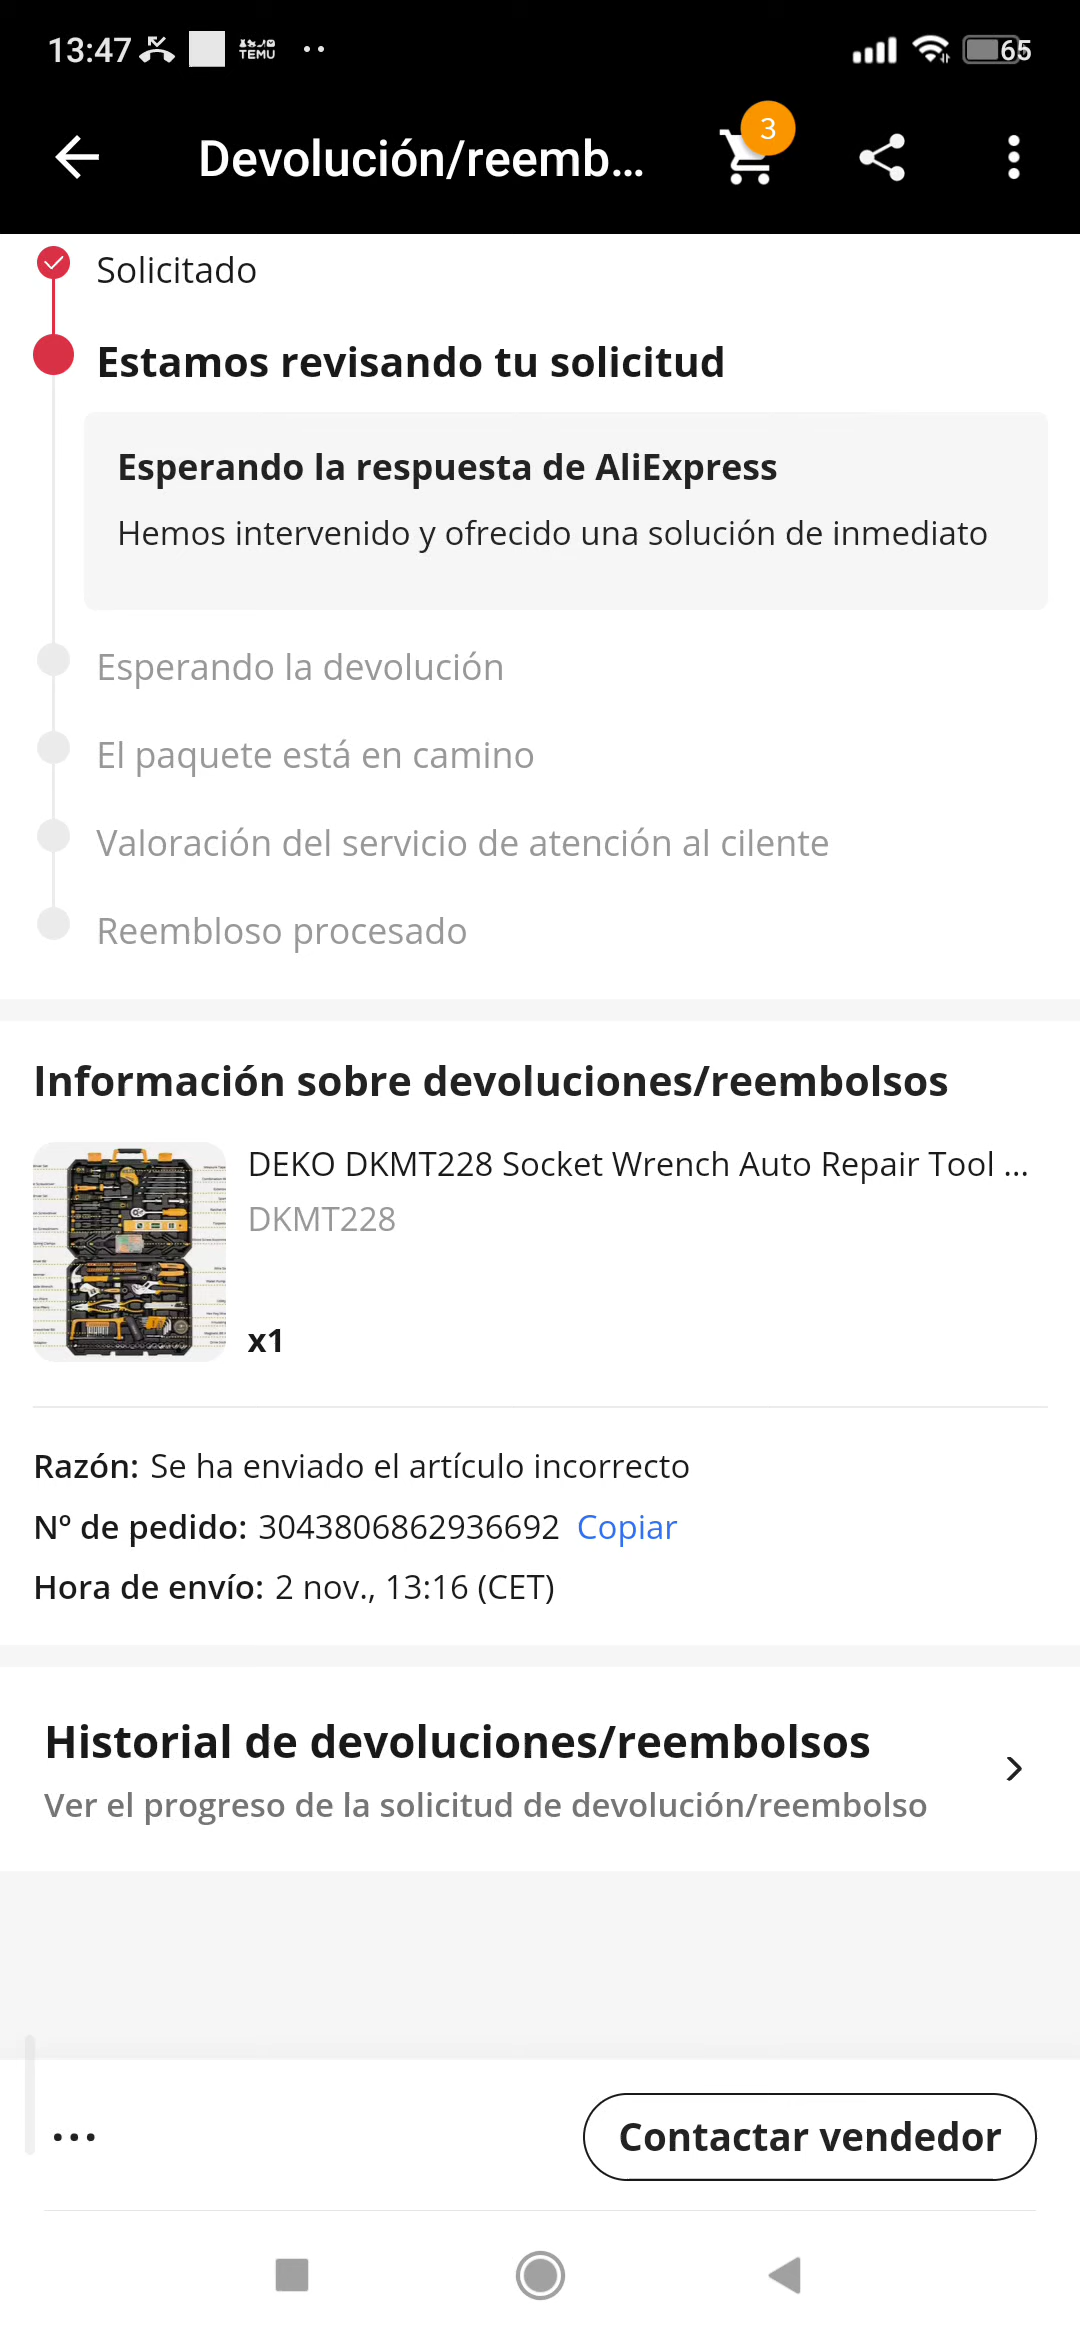 13:47 TEMU 65
Devolución/reemb... 3
Solicitado
Estamos revisando tu solicitud
Esperando la respuesta de AliExpress
Hemos intervenido y ofrecido una solución de inmediato
Esperando la devolución
El paquete está en camino
Valoración del servicio de atención al cilente
Reembloso procesado
Información sobre devoluciones/reembolsos
DEKO DKMT228 Socket Wrench Auto Repair Tool ...
DKMT228
x1
Razón: Se ha enviado el artículo incorrecto
Nº de pedido: 3043806862936692 Copiar
Hora de envío: 2 nov., 13:16 (CET)
Historial de devoluciones/reembolsos
Ver el progreso de la solicitud de devolución/reembolso
Contactar vendedor